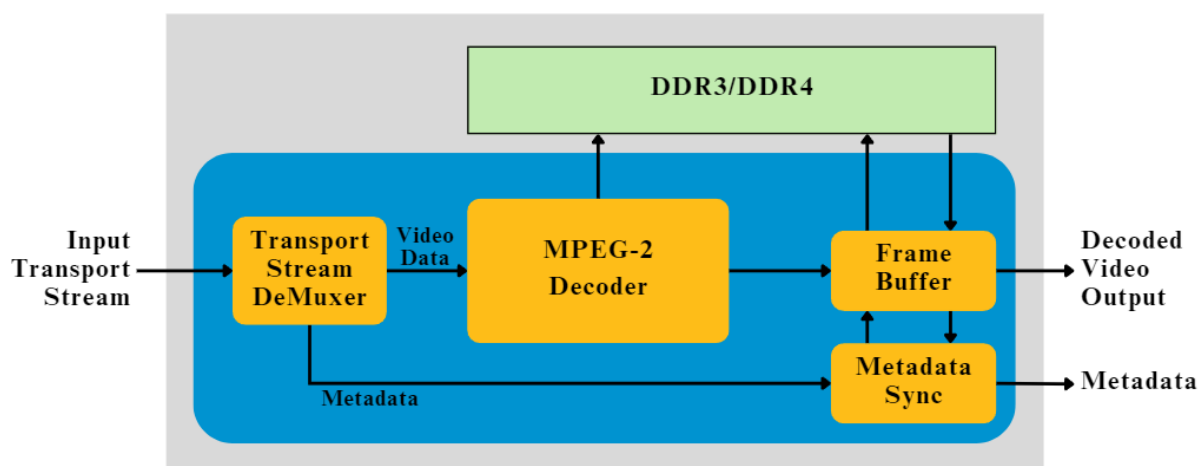 DDR3/DDR4
Input
Transport
Stream
Transport
Stream
DeMuxer
Video
Data
MPEG-2
Decoder
Frame
Buffer
Decoded
Video
Output
Metadata
Metadada
Sync
Metadata